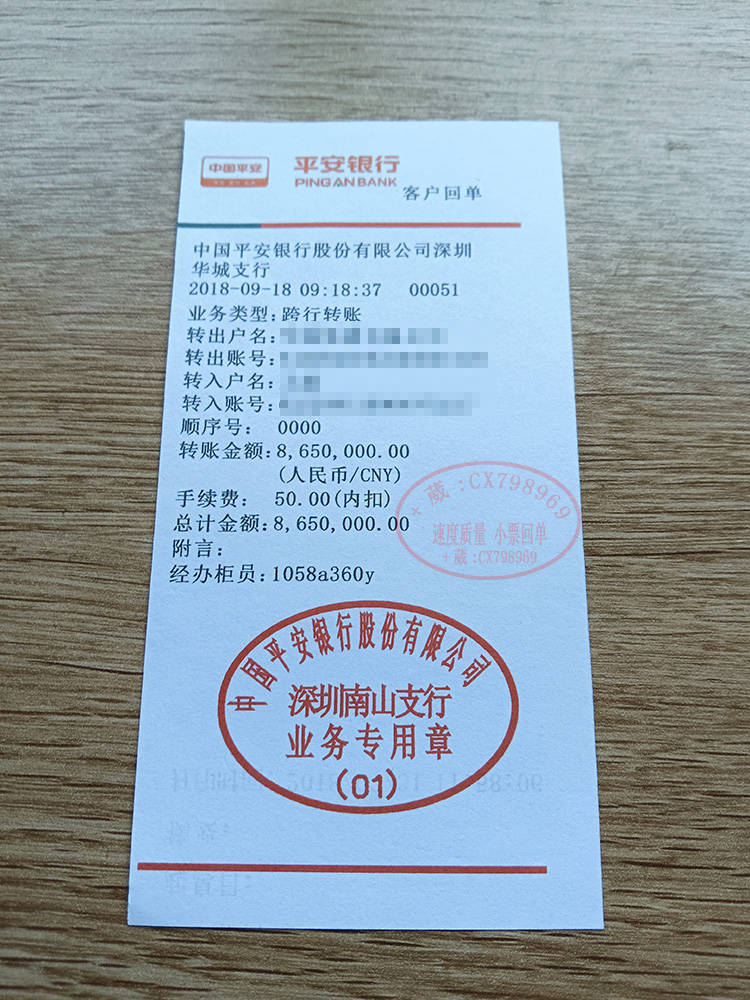 中国平安
平安银行
PINGAN BANK
客户回单
中国平安银行股份有限公司深圳
华城支行
2018-09-18 09:18:37 00051
业务类型:跨行转账
转出户名:
转出账号:
转入户名:
转入账号:
顺序号: 0000
转账金额:8,650,000.00
(人民币/CNY)
手续费: 50.00(内扣)
总计金额:8,650,000.00
附言:
经办柜员:1058a360y
+葳:CX798969
速度质量 小票回单
+葳:CX798969
中国平安银行股份有限公司
深圳南山支行
业务专用章
(01)